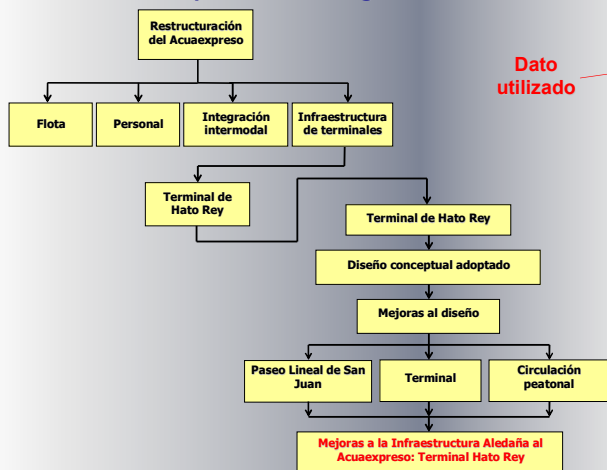 Restructuración
del Acuaexpreso
Dato
utilizado
Flota
Personal
Integración
intermodal
Infraestructura
de terminales
Terminal de
Hato Rey
Terminal de Hato Rey
Diseño conceptual adoptado
Mejoras al diseño
Paseo Lineal de San
Juan
Terminal
Circulación
peatonal
Mejoras a la Infraestructura Aledaña al
Acuaexpreso: Terminal Hato Rey